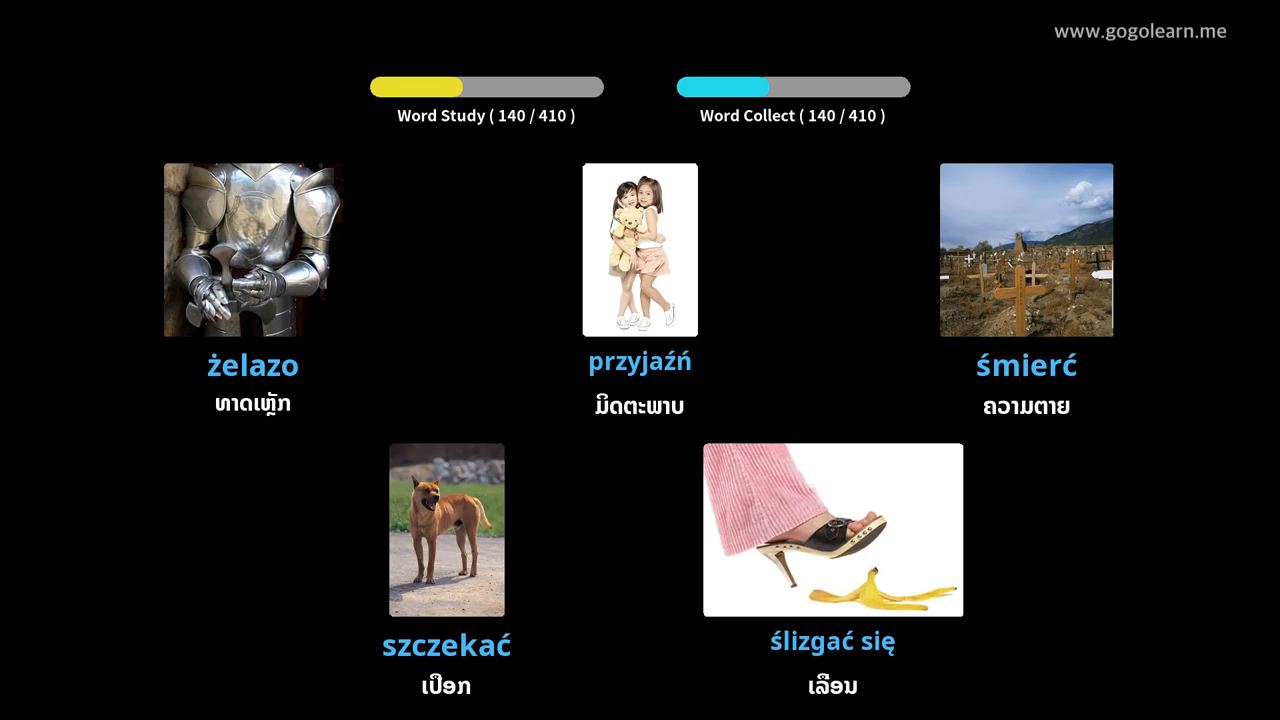 www.gogolearn.me
Word Study ( 140 / 410 )
Word Collect ( 140 / 410 )
żelazo
ທາດເຫຼັກ
przyjaźń
ມິດຕະພາບ
śmierć
ຄວາມຕາຍ
szczekać
ເປືອກ
ślizgać się
ເລື່ອນ